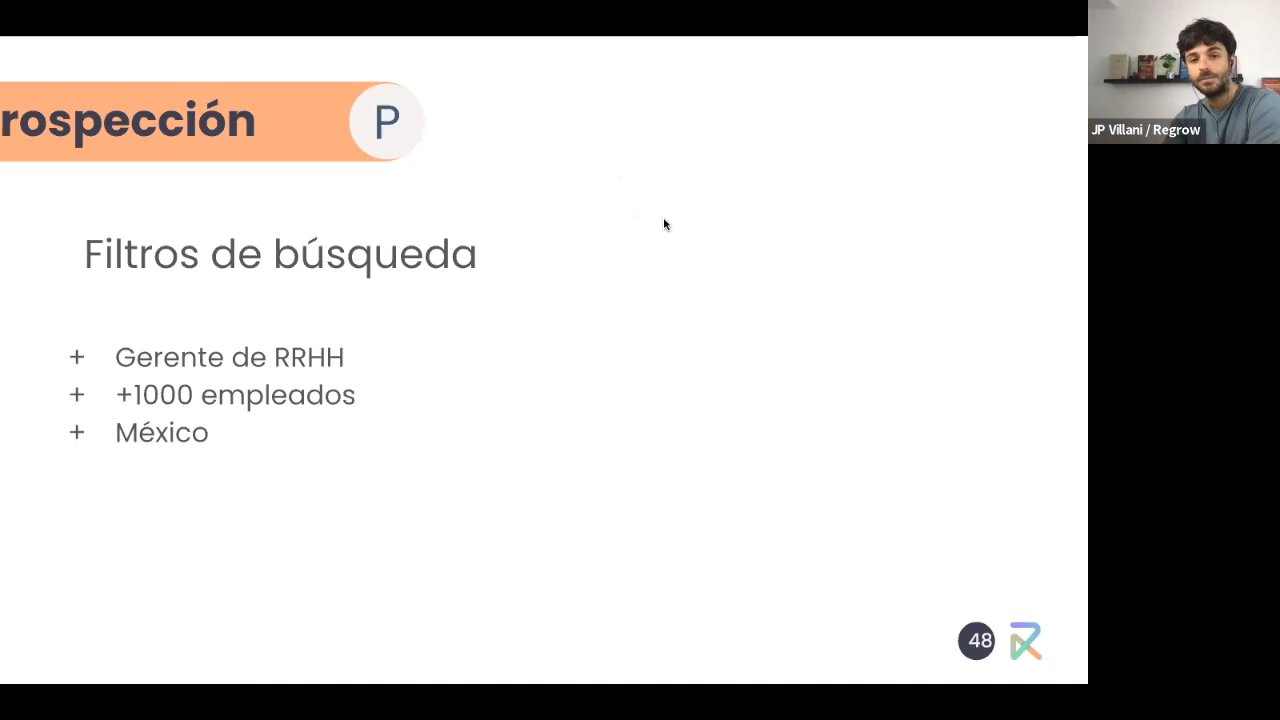 rospección
P
Filtros de búsqueda
+ Gerente de RRHH
+ +1000 empleados
+ México
48
JP Villani / Regrow